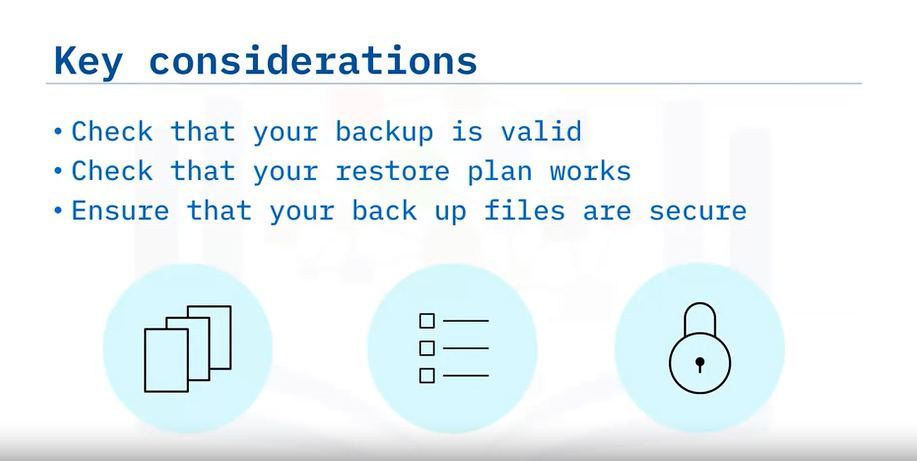 Key considerations
• Check that your backup is valid
• Check that your restore plan works
• Ensure that your back up files are secure